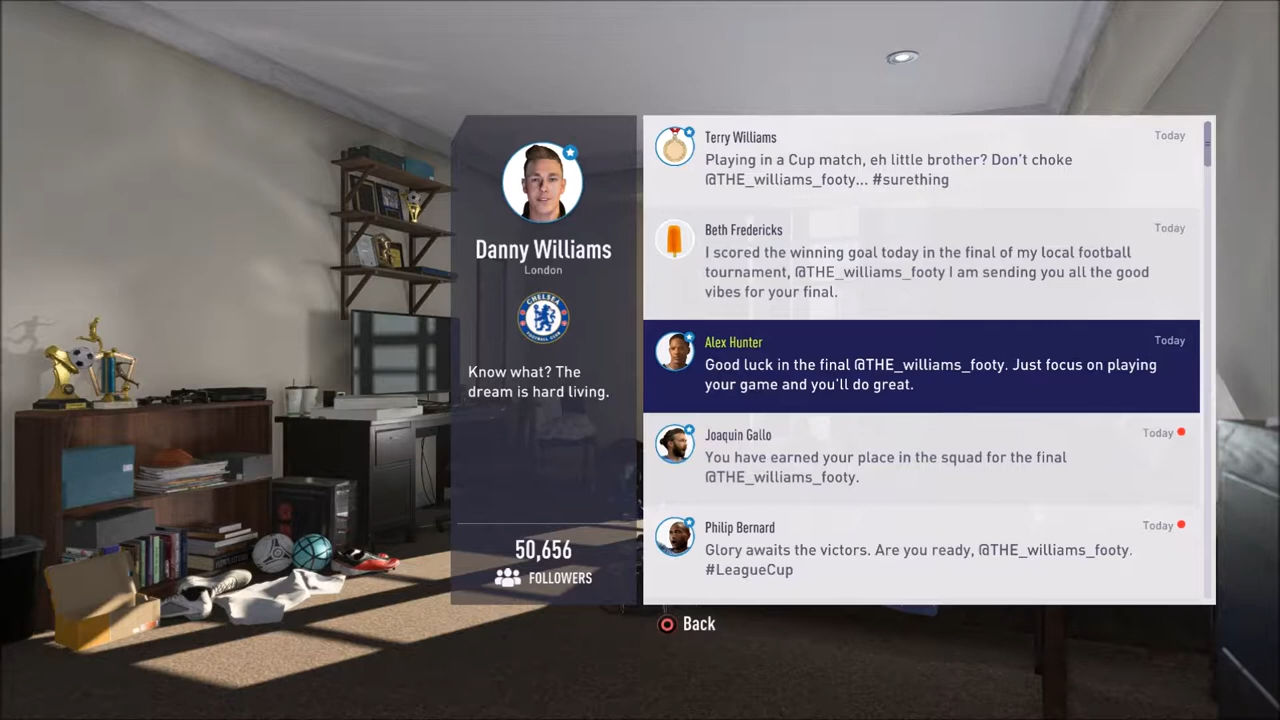 Danny Williams
London
CHELSEA
FOOTBALL CLUB
Know what? The
dream is hard living.
50,656
FOLLOWERS
Terry Williams
Today
Playing in a Cup match, eh little brother? Don't choke
@THE_williams_footy... #surething
Beth Fredericks
Today
I scored the winning goal today in the final of my local football
tournament, @THE_williams_footy I am sending you all the good
vibes for your final.
Alex Hunter
Today
Good luck in the final @THE_williams_footy. Just focus on playing
your game and you'll do great.
Joaquin Gallo
Today
You have earned your place in the squad for the final
@THE_williams_footy.
Philip Bernard
Today
Glory awaits the victors. Are you ready, @THE_williams_footy.
#LeagueCup
Back